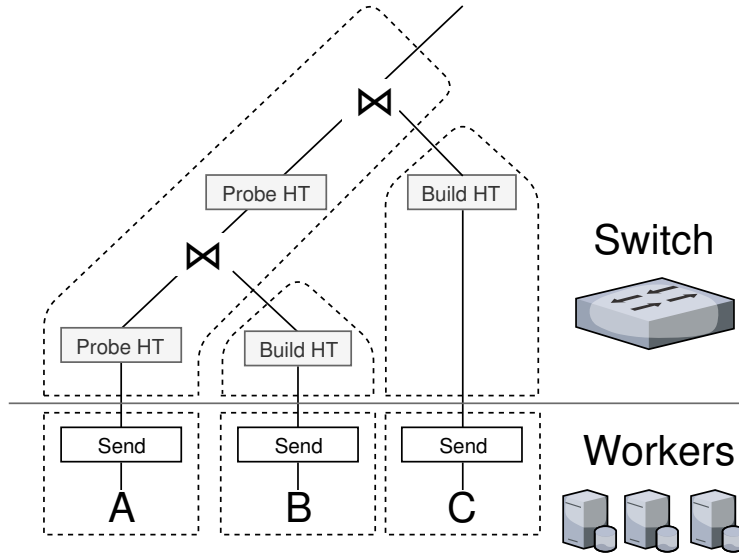 Probe HT
Build HT
Switch
Probe HT
Build HT
Send
Send
Send
Workers
A
B
C